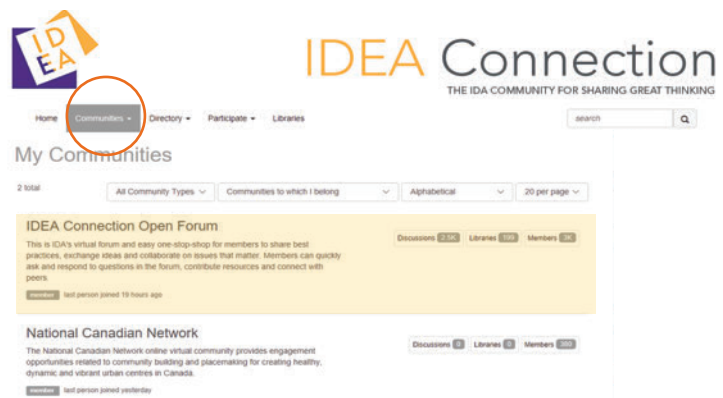 IDEA
IDEA Connection
THE IDA COMMUNITY FOR SHARING GREAT THINKING
Home Communities Directory Participate Libraries search
My Communities
2 total All Community Types Communities to which I belong Alphabetical 20 per page
IDEA Connection Open Forum
Discussions 2.5K Libraries 199 Members 3K
This is IDA's virtual forum and easy one-stop-shop for members to share best
practices, exchange ideas and collaborate on issues that matter. Members can quickly
ask and respond to questions in the forum, contribute resources and connect with
peers.
member last person joined 19 hours ago
National Canadian Network
Discussions 0 Libraries 0 Members
The National Canadian Network online virtual community provides engagement
opportunities related to community building and placemaking for creating healthy,
dynamic and vibrant urban centres in Canada.
member last person joined yesterday